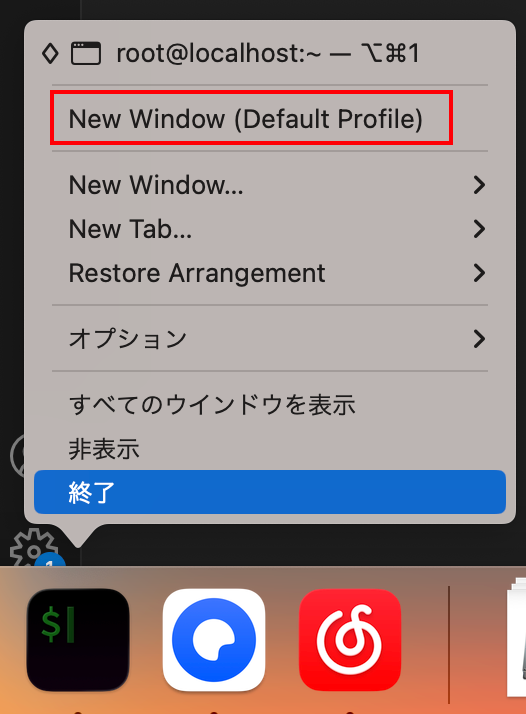 root@localhost:~ — ⌥⌘1
New Window (Default Profile)
New Window...
New Tab...
Restore Arrangement
オプション
すべてのウインドウを表示
非表示
終了
1
$